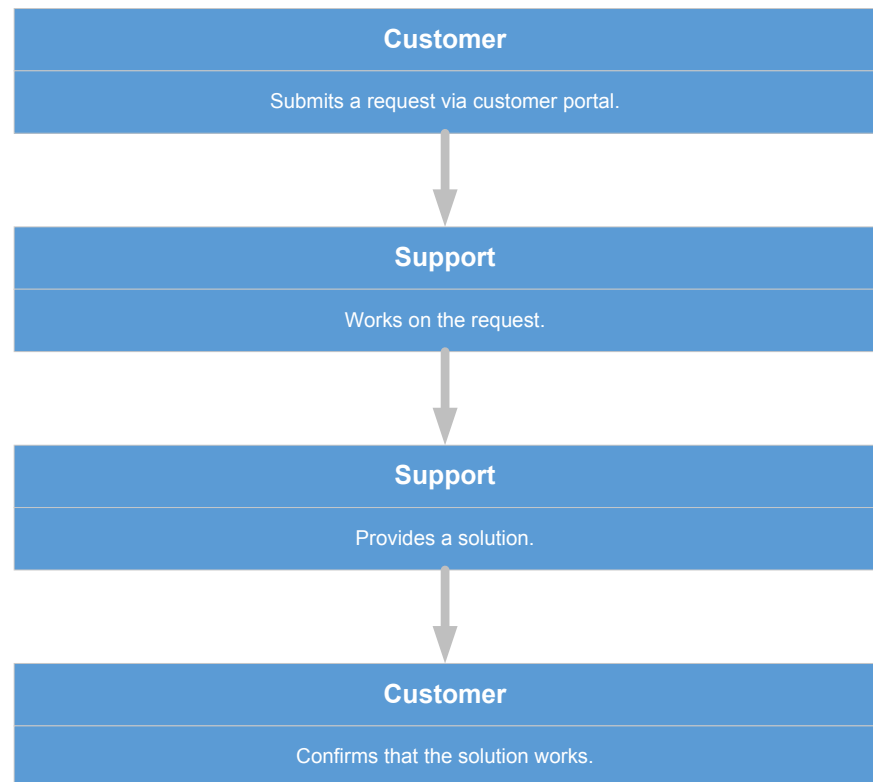 Customer
Submits a request via customer portal.
Support
Works on the request.
Support
Provides a solution.
Customer
Confirms that the solution works.